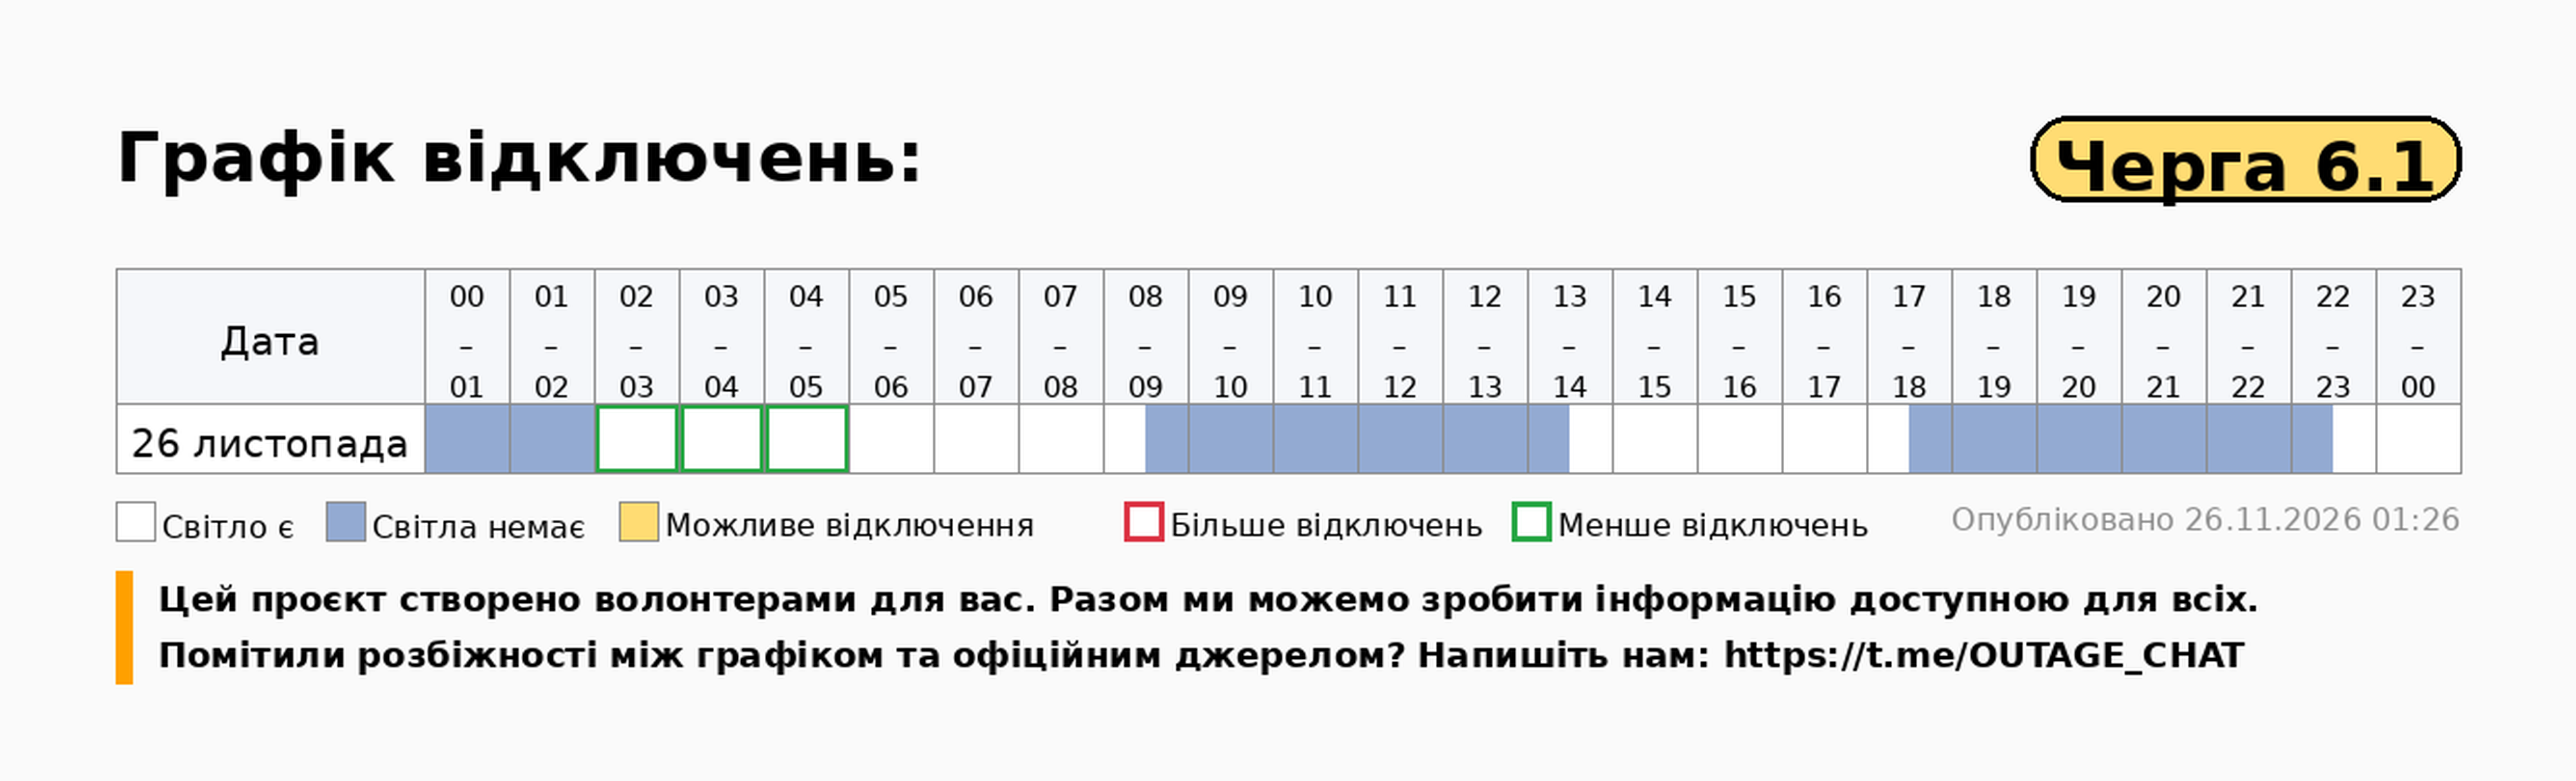 Графік відключень:
Черга 6.1
Дата
00 – 01
01 – 02
02 – 03
03 – 04
04 – 05
05 – 06
06 – 07
07 – 08
08 – 09
09 – 10
10 – 11
11 – 12
12 – 13
13 – 14
14 – 15
15 – 16
16 – 17
17 – 18
18 – 19
19 – 20
20 – 21
21 – 22
22 – 23
23 – 00
26 листопада
Світло є
Світла немає
Можливе відключення
Більше відключень
Менше відключень
Опубліковано 26.11.2026 01:26
Цей проєкт створено волонтерами для вас. Разом ми можемо зробити інформацію доступною для всіх.
Помітили розбіжності між графіком та офіційним джерелом? Напишіть нам: https://t.me/OUTAGE_CHAT